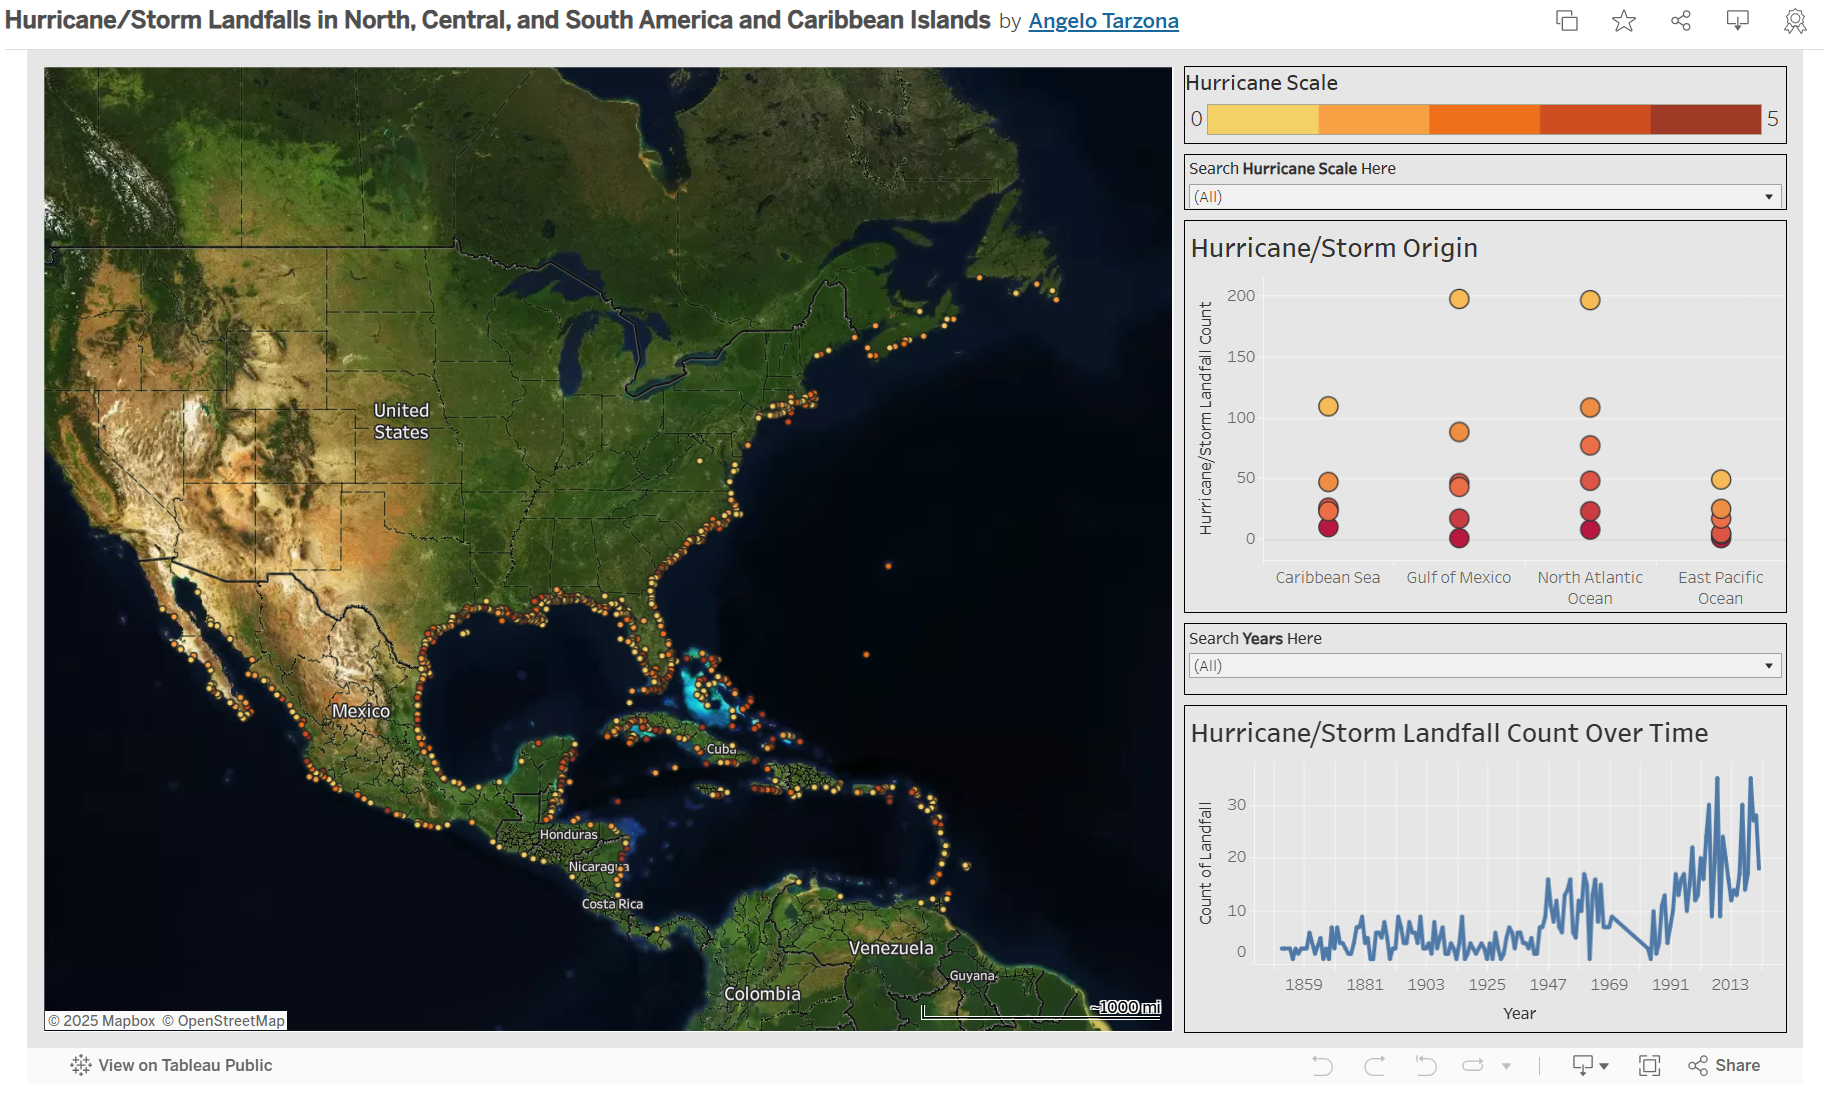 Hurricane/Storm Landfalls in North, Central, and South America and Caribbean Islands by Angelo Tarzona
United
States
Mexico
Cuba
Honduras
Nicaragua
Costa Rica
Venezuela
Guyana
Colombia
~1000 mi
© 2025 Mapbox © OpenStreetMap
Hurricane Scale
0 5
Search Hurricane Scale Here
(All)
Hurricane/Storm Origin
Hurricane/Storm Landfall Count
200
150
100
50
0
Caribbean Sea Gulf of Mexico North Atlantic East Pacific
Ocean Ocean
Search Years Here
(All)
Hurricane/Storm Landfall Count Over Time
Count of Landfall
30
20
10
0
1859 1881 1903 1925 1947 1969 1991 2013
Year
View on Tableau Public
Share